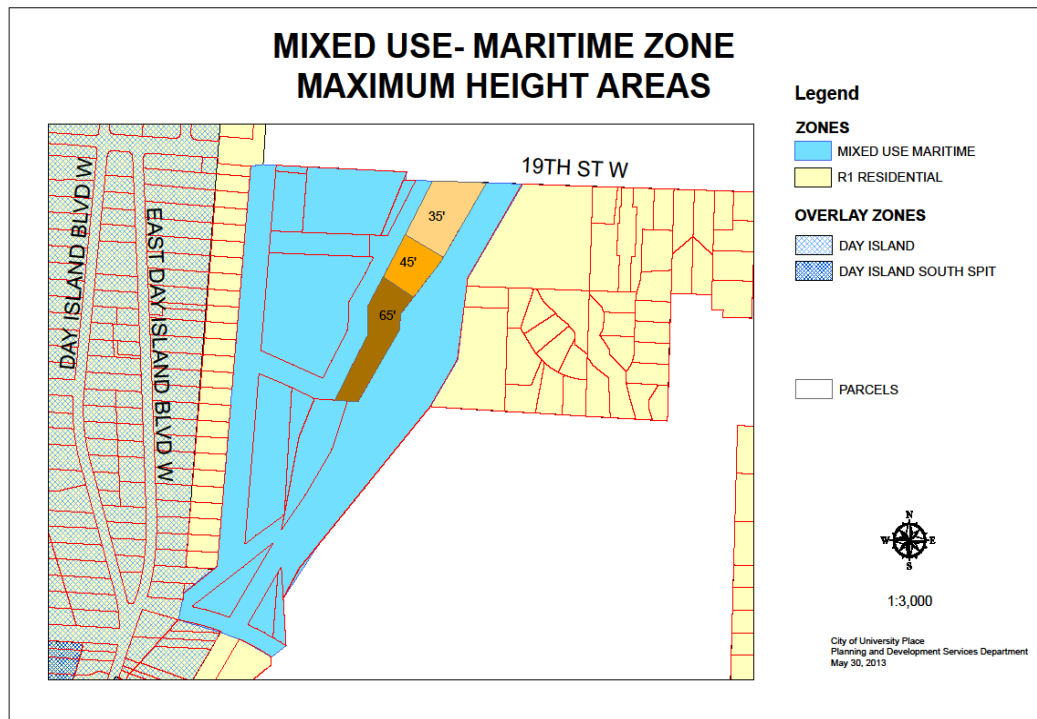 MIXED USE- MARITIME ZONE
MAXIMUM HEIGHT AREAS
Legend
ZONES
MIXED USE MARITIME
R1 RESIDENTIAL
OVERLAY ZONES
DAY ISLAND
DAY ISLAND SOUTH SPIT
PARCELS
19TH ST W
35'
45'
65'
DAY ISLAND BLVD W
EAST DAY ISLAND BLVD W
N
W E
S
1:3,000
City of University Place
Planning and Development Services Department
May 30, 2013